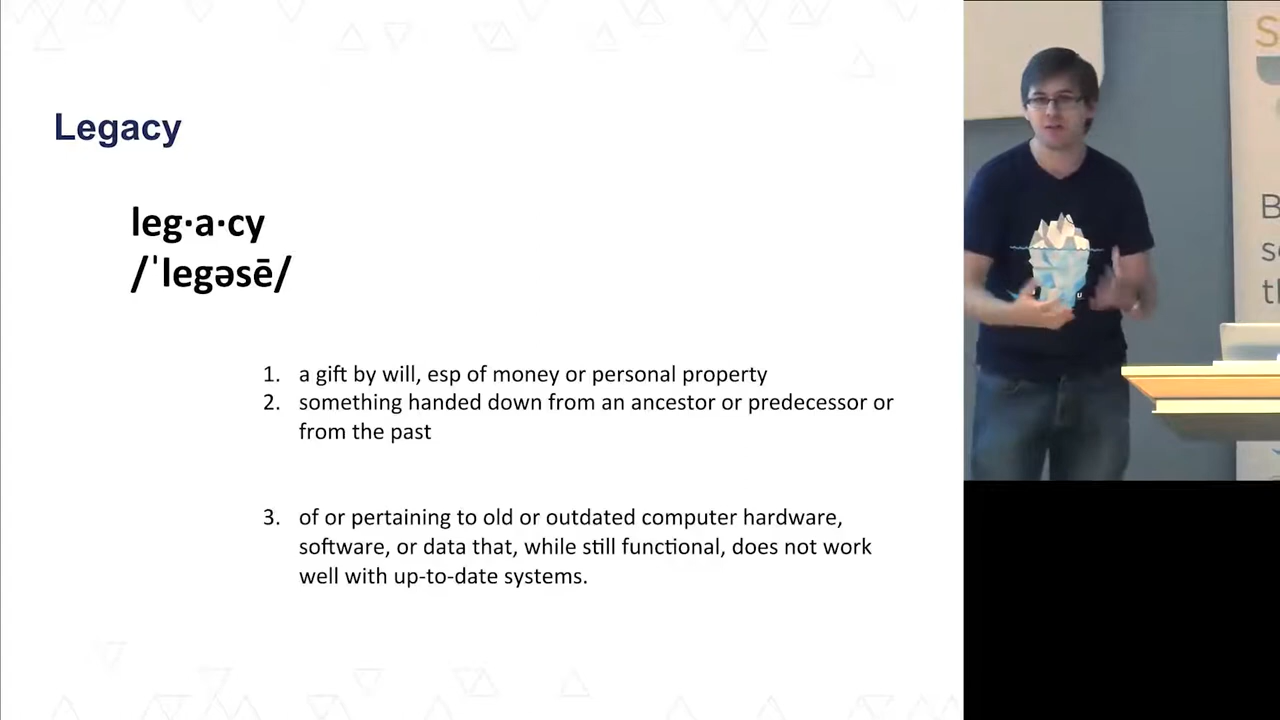 Legacy
leg·a·cy
/ˈlegəsē/
1. a gift by will, esp of money or personal property
2. something handed down from an ancestor or predecessor or
from the past
3. of or pertaining to old or outdated computer hardware,
software, or data that, while still functional, does not work
well with up-to-date systems.